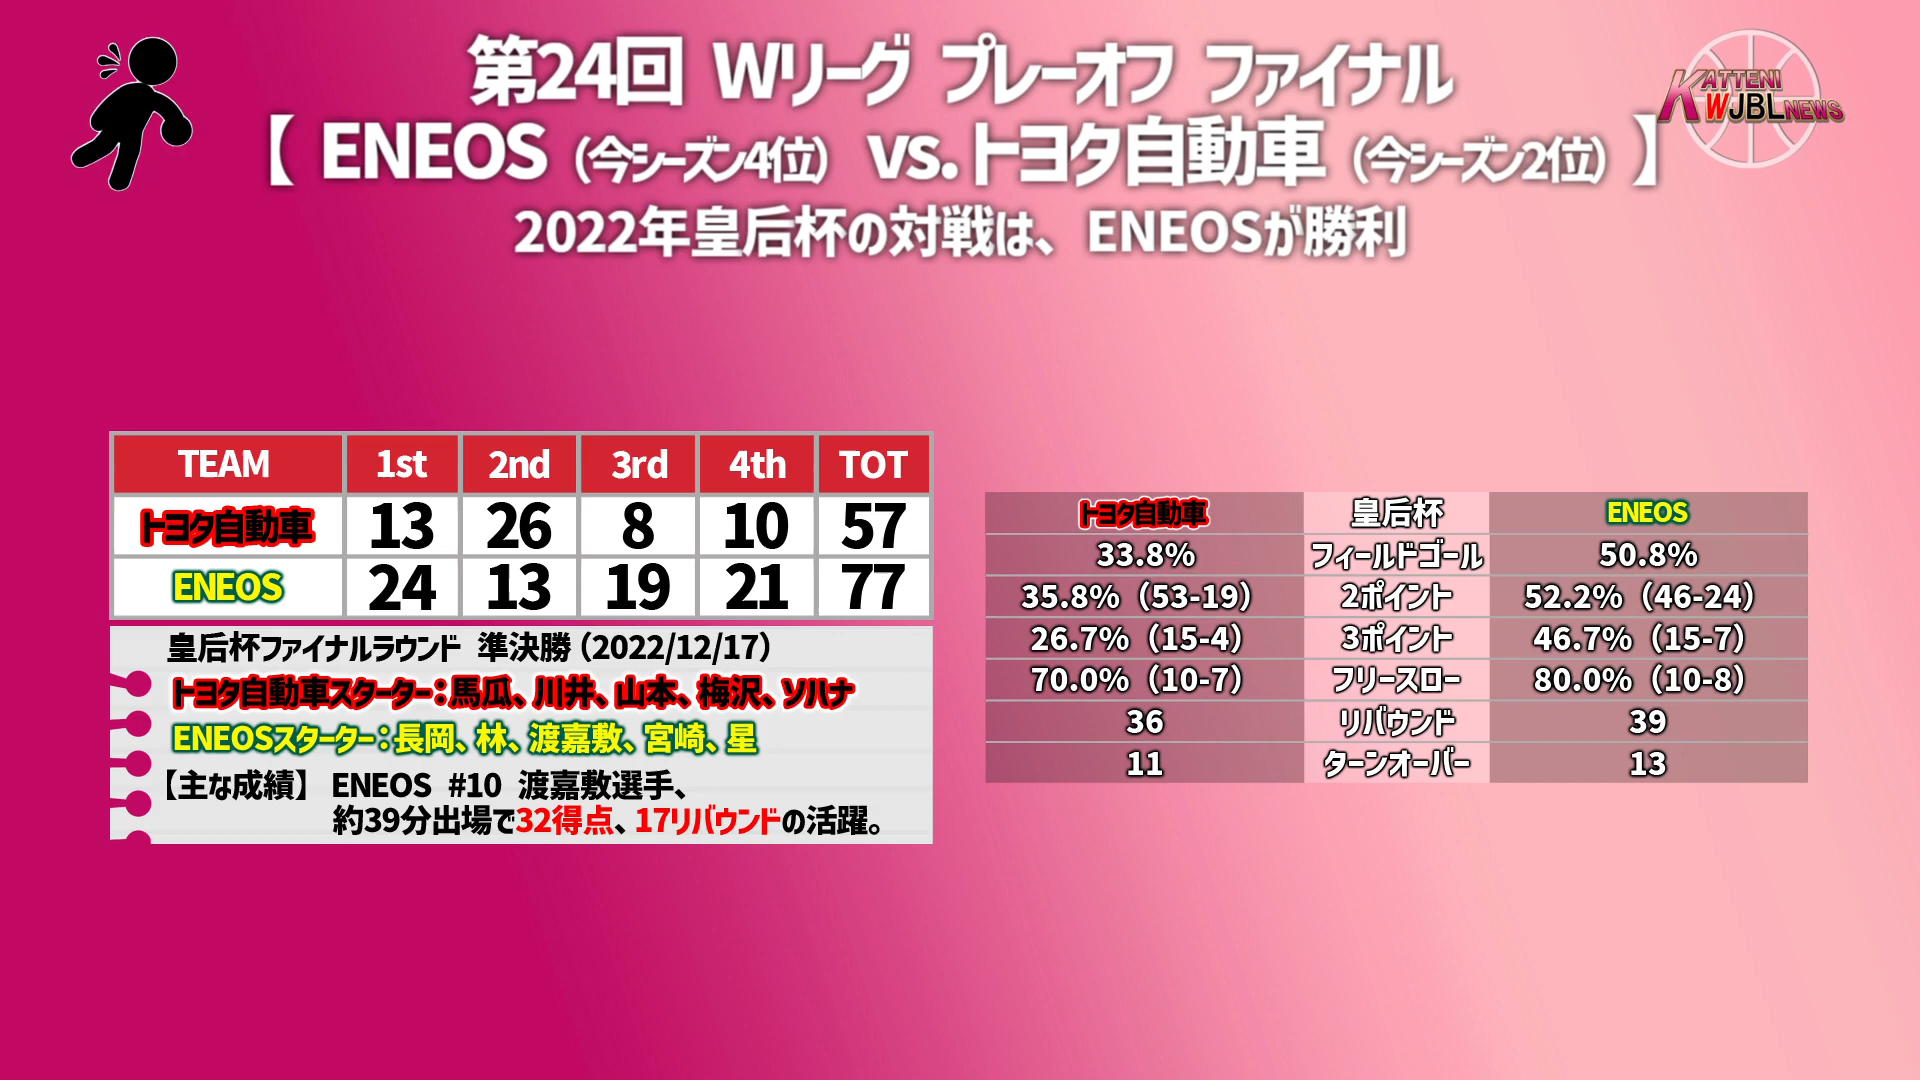 第24回 Wリーグ プレーオフ ファイナル
【 ENEOS（今シーズン4位） vs.トヨタ自動車（今シーズン2位） 】
2022年皇后杯の対戦は、ENEOSが勝利
KATTENI
WJBL NEWS
TEAM 1st 2nd 3rd 4th TOT
トヨタ自動車 13 26 8 10 57
ENEOS 24 13 19 21 77
皇后杯ファイナルラウンド 準決勝（2022/12/17）
トヨタ自動車スターター：馬瓜、川井、山本、梅沢、ソハナ
ENEOSスターター：長岡、林、渡嘉敷、宮崎、星
【主な成績】 ENEOS #10 渡嘉敷選手、
約39分出場で32得点、17リバウンドの活躍。
トヨタ自動車 皇后杯 ENEOS
33.8% フィールドゴール 50.8%
35.8%（53-19） 2ポイント 52.2%（46-24）
26.7%（15-4） 3ポイント 46.7%（15-7）
70.0%（10-7） フリースロー 80.0%（10-8）
36 リバウンド 39
11 ターンオーバー 13